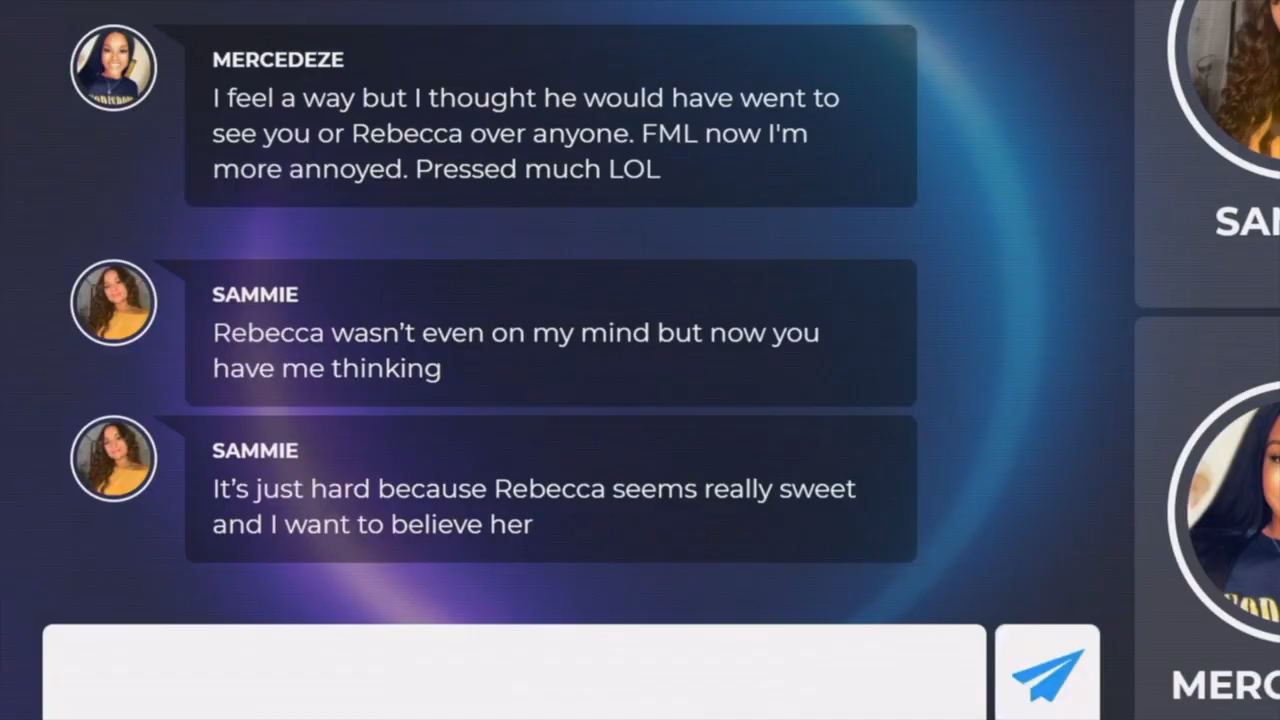 MERCEDEZE
I feel a way but I thought he would have went to
see you or Rebecca over anyone. FML now I'm
more annoyed. Pressed much LOL
SAMMIE
Rebecca wasn’t even on my mind but now you
have me thinking
SAMMIE
It’s just hard because Rebecca seems really sweet
and I want to believe her